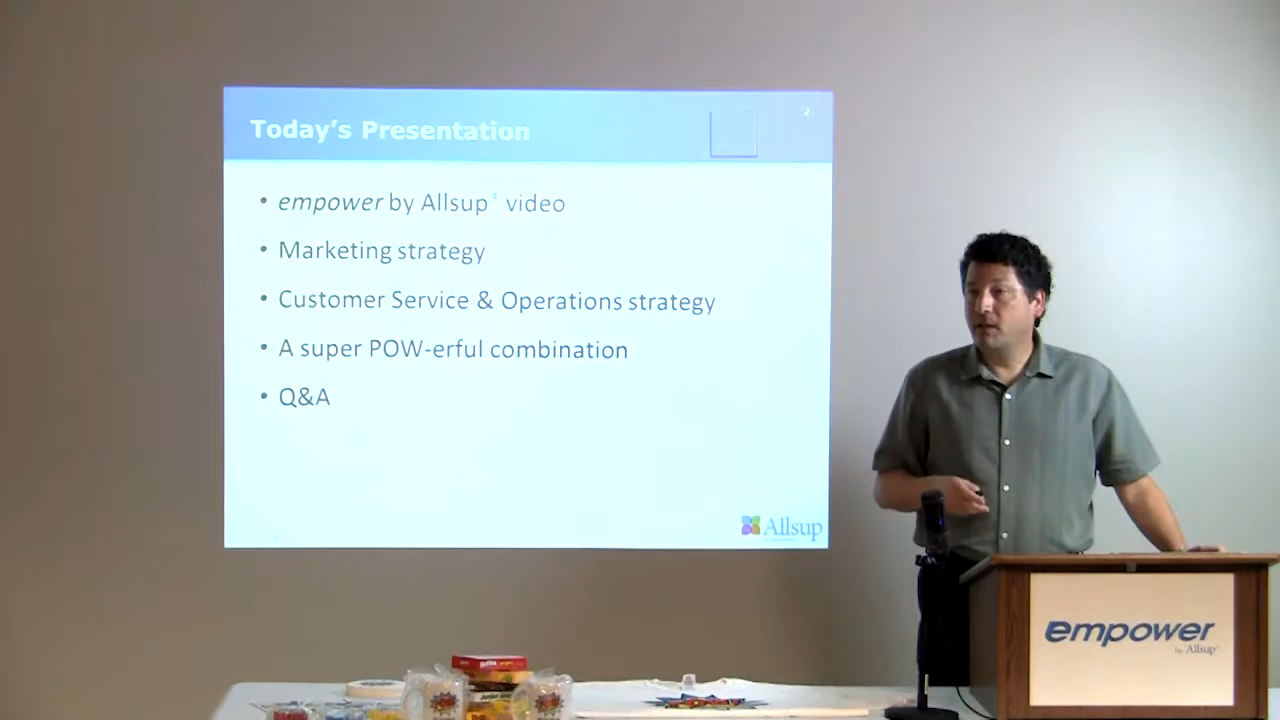 Today's Presentation
2
• empower by Allsup video
• Marketing strategy
• Customer Service & Operations strategy
• A super POW-erful combination
• Q&A
Allsup
empower
by Allsup